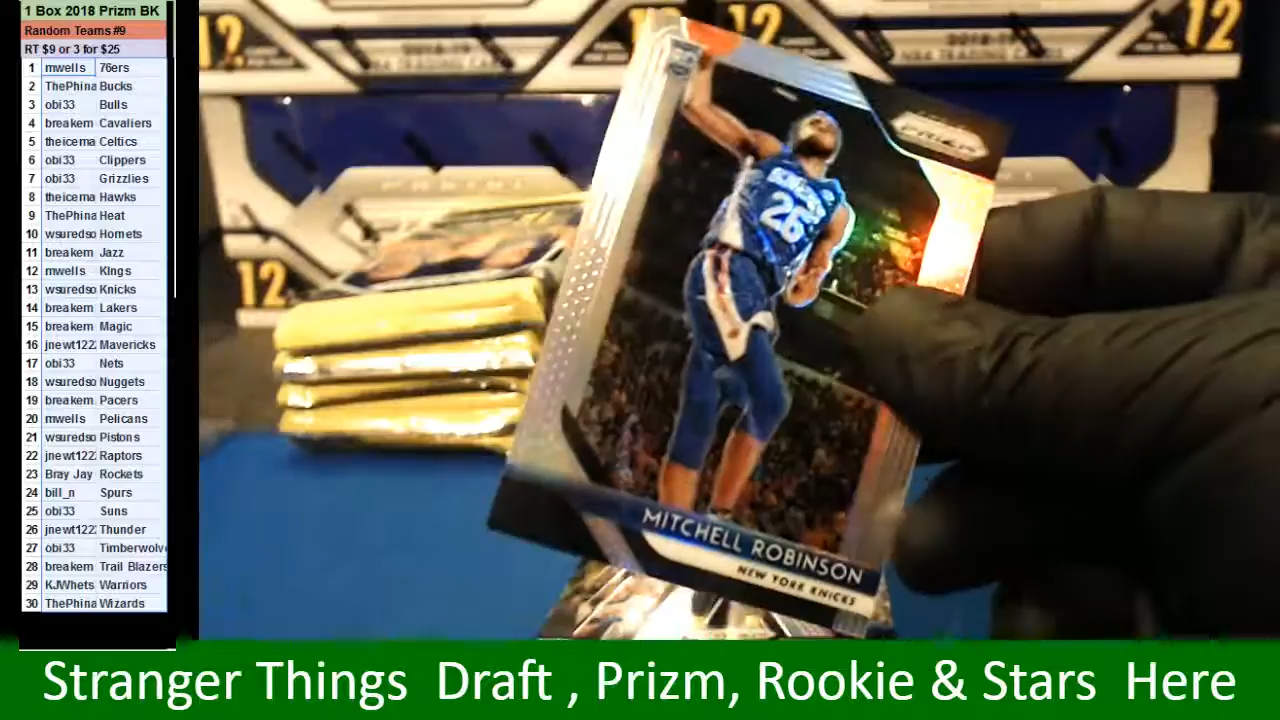 1 Box 2018 Prizm BK
Random Teams #9
RT $9 or 3 for $25
1 mwells 76ers
2 ThePhina Bucks
3 obi33 Bulls
4 breakem Cavaliers
5 theicema Celtics
6 obi33 Clippers
7 obi33 Grizzlies
8 theicema Hawks
9 ThePhina Heat
10 wsuredso Hornets
11 breakem Jazz
12 mwells Kings
13 wsuredso Knicks
14 breakem Lakers
15 breakem Magic
16 jnewt122 Mavericks
17 obi33 Nets
18 wsuredso Nuggets
19 breakem Pacers
20 mwells Pelicans
21 wsuredso Pistons
22 jnewt122 Raptors
23 Bray Jay Rockets
24 bill_n Spurs
25 obi33 Suns
26 jnewt122 Thunder
27 obi33 Timberwolv
28 breakem Trail Blazers
29 KJWhets Warriors
30 ThePhina Wizards
12
12
12
12
PRIZM
26
MITCHELL ROBINSON
NEW YORK KNICKS
Stranger Things Draft , Prizm, Rookie & Stars Here